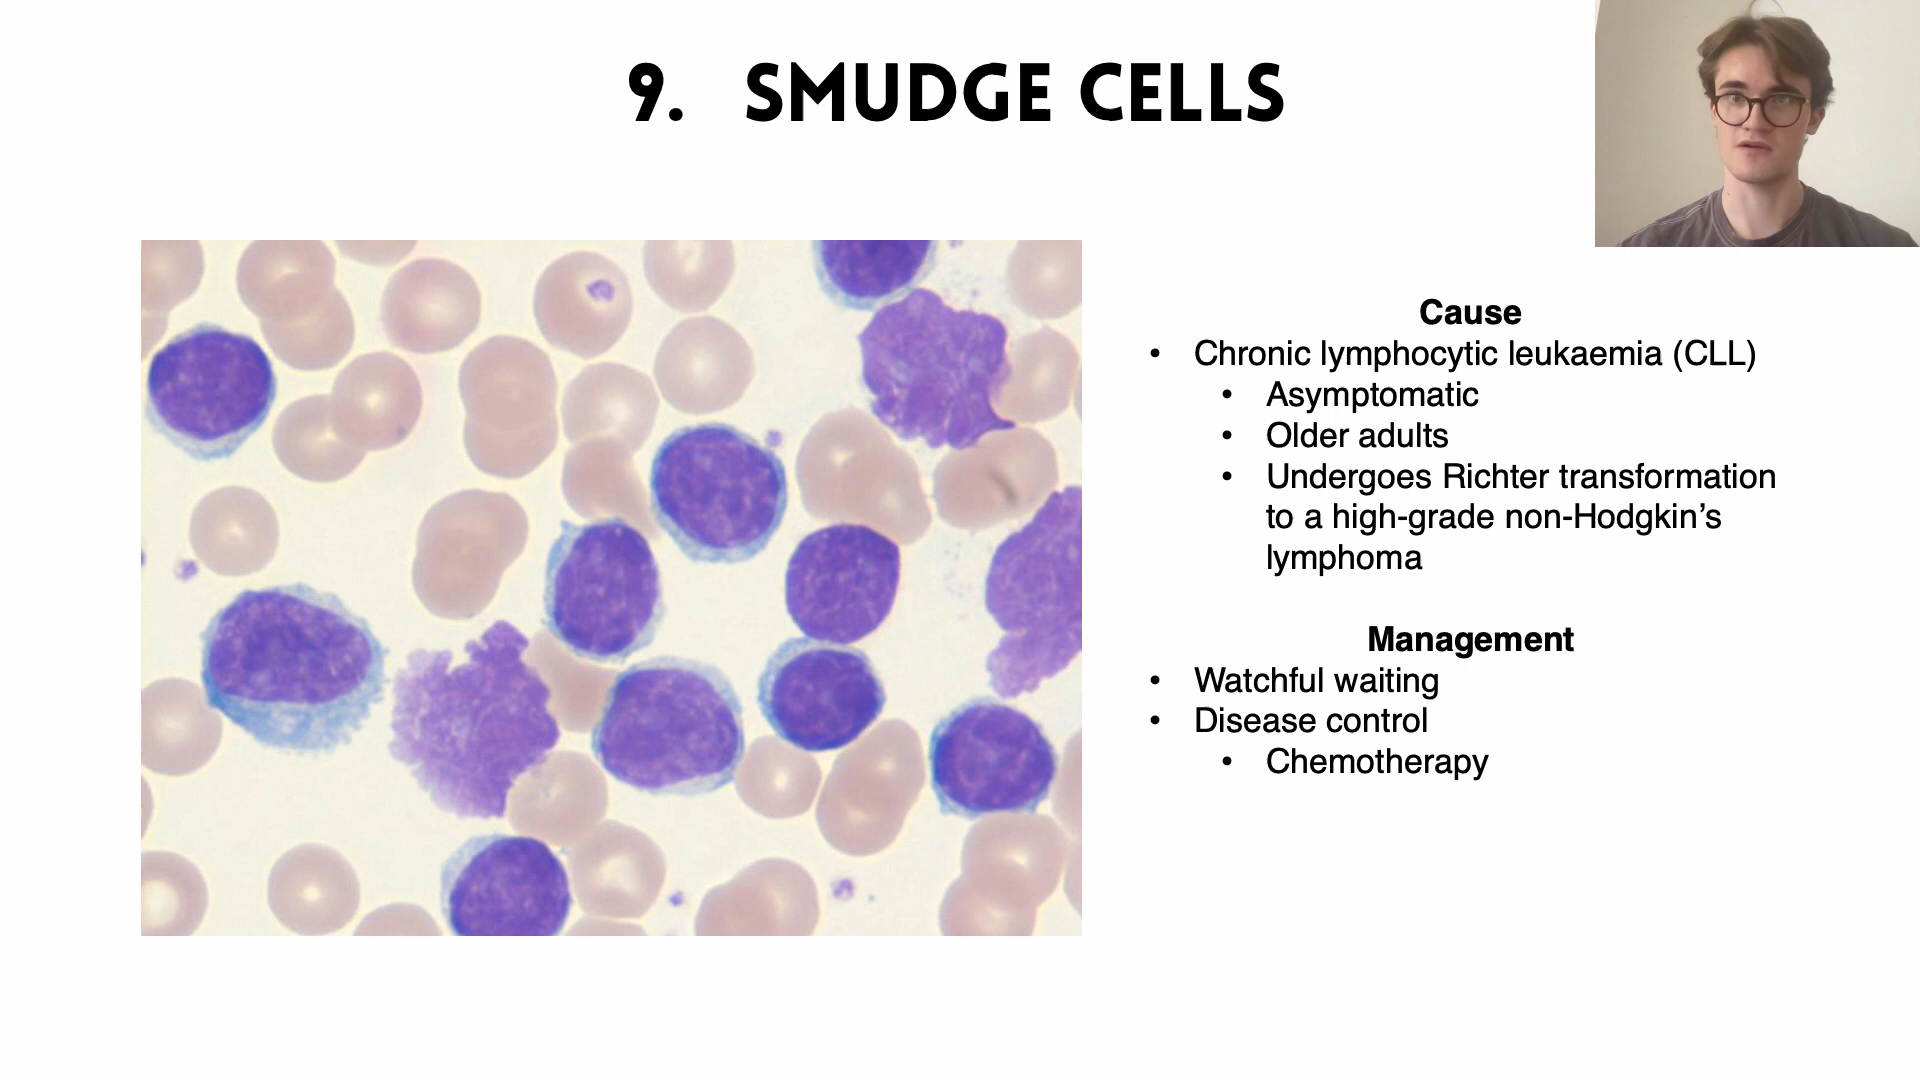 9. SMUDGE CELLS
Cause
• Chronic lymphocytic leukaemia (CLL)
• Asymptomatic
• Older adults
• Undergoes Richter transformation
to a high-grade non-Hodgkin’s
lymphoma
Management
• Watchful waiting
• Disease control
• Chemotherapy